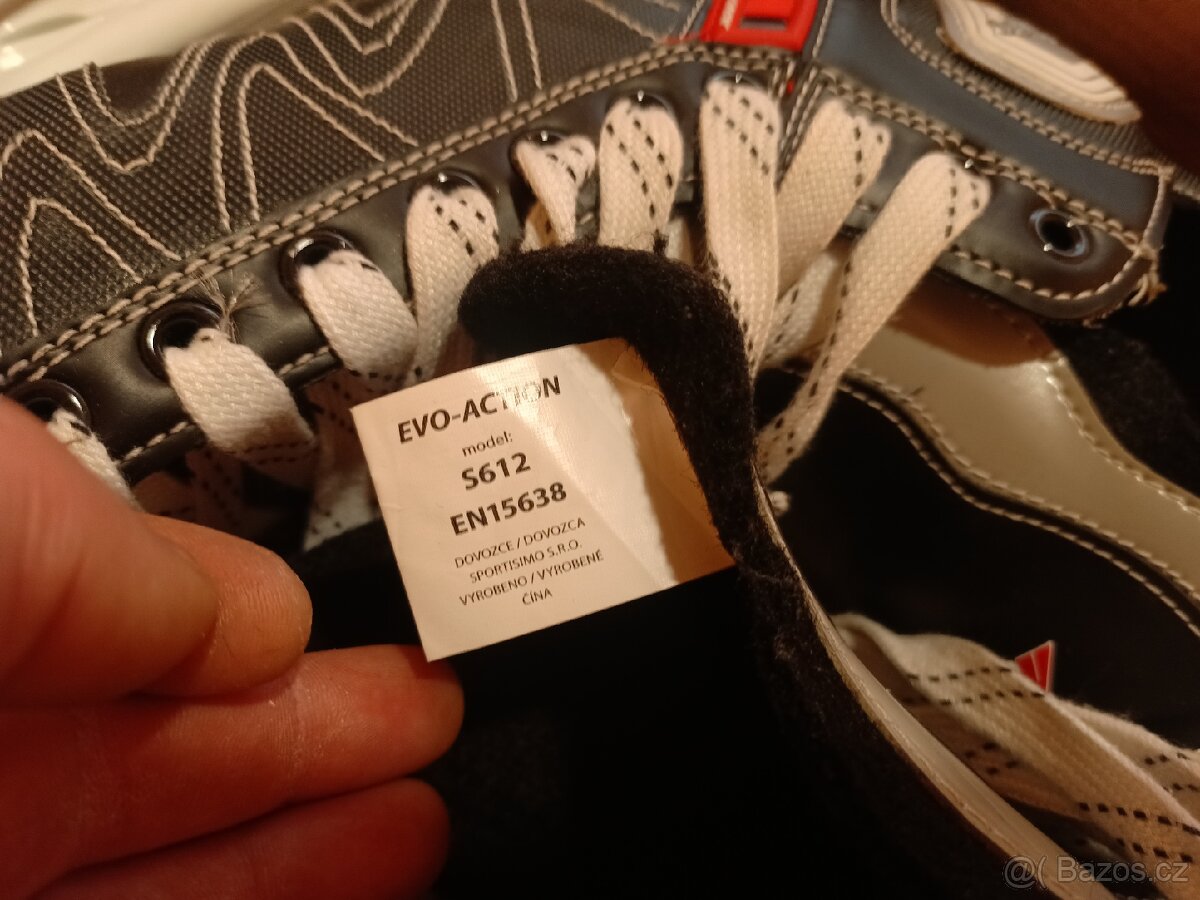 EVO-ACTION
model:
S612
EN15638
DOVOZCE / DOVOZCA
SPORTISIMO S.R.O.
VYROBENO / VYROBENÉ
ČÍNA
@( Bazos.cz